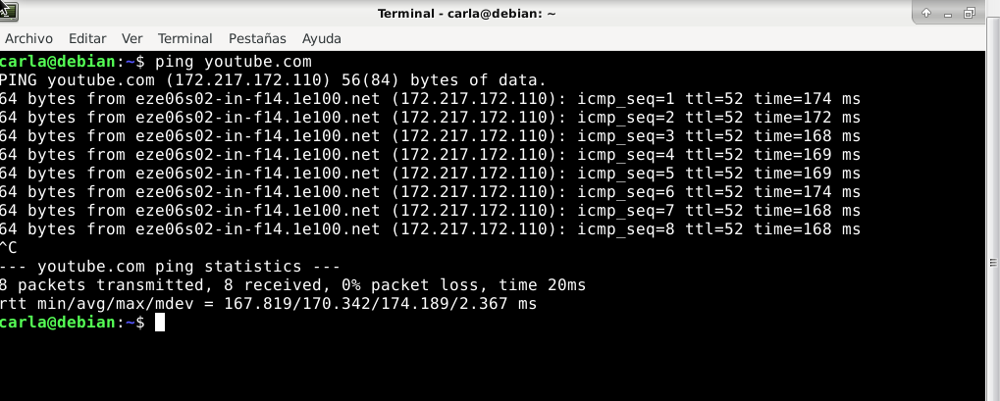 Terminal - carla@debian: ~
Archivo Editar Ver Terminal Pestañas Ayuda
carla@debian:~$ ping youtube.com
PING youtube.com (172.217.172.110) 56(84) bytes of data.
64 bytes from eze06s02-in-f14.1e100.net (172.217.172.110): icmp_seq=1 ttl=52 time=174 ms
64 bytes from eze06s02-in-f14.1e100.net (172.217.172.110): icmp_seq=2 ttl=52 time=172 ms
64 bytes from eze06s02-in-f14.1e100.net (172.217.172.110): icmp_seq=3 ttl=52 time=168 ms
64 bytes from eze06s02-in-f14.1e100.net (172.217.172.110): icmp_seq=4 ttl=52 time=169 ms
64 bytes from eze06s02-in-f14.1e100.net (172.217.172.110): icmp_seq=5 ttl=52 time=169 ms
64 bytes from eze06s02-in-f14.1e100.net (172.217.172.110): icmp_seq=6 ttl=52 time=174 ms
64 bytes from eze06s02-in-f14.1e100.net (172.217.172.110): icmp_seq=7 ttl=52 time=168 ms
64 bytes from eze06s02-in-f14.1e100.net (172.217.172.110): icmp_seq=8 ttl=52 time=168 ms
^C
--- youtube.com ping statistics ---
8 packets transmitted, 8 received, 0% packet loss, time 20ms
rtt min/avg/max/mdev = 167.819/170.342/174.189/2.367 ms
carla@debian:~$